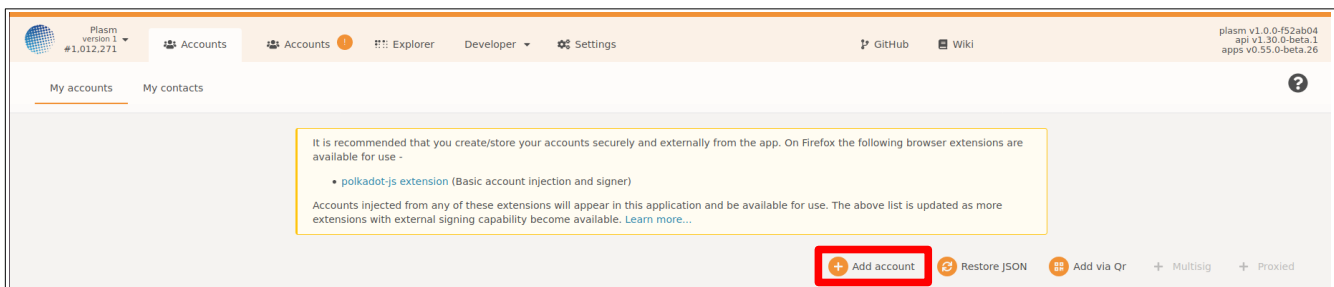 Plasm
version 1
#1,012,271
Accounts
Accounts
!
Explorer
Developer
Settings
GitHub
Wiki
plasm v1.0.0-f52ab04
api v1.30.0-beta.1
apps v0.55.0-beta.26
My accounts
My contacts
?
It is recommended that you create/store your accounts securely and externally from the app. On Firefox the following browser extensions are
available for use -
• polkadot-js extension (Basic account injection and signer)
Accounts injected from any of these extensions will appear in this application and be available for use. The above list is updated as more
extensions with external signing capability become available. Learn more...
+ Add account
Restore JSON
Add via Qr
+ Multisig
+ Proxied